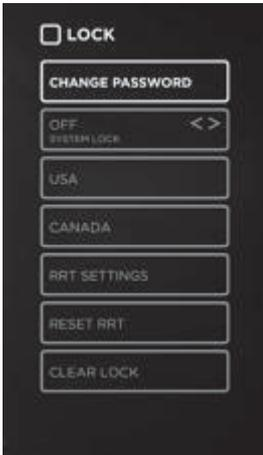 LOCK
CHANGE PASSWORD
OFF < >
SYSTEM LOCK
USA
CANADA
RRT SETTINGS
RESET RRT
CLEAR LOCK